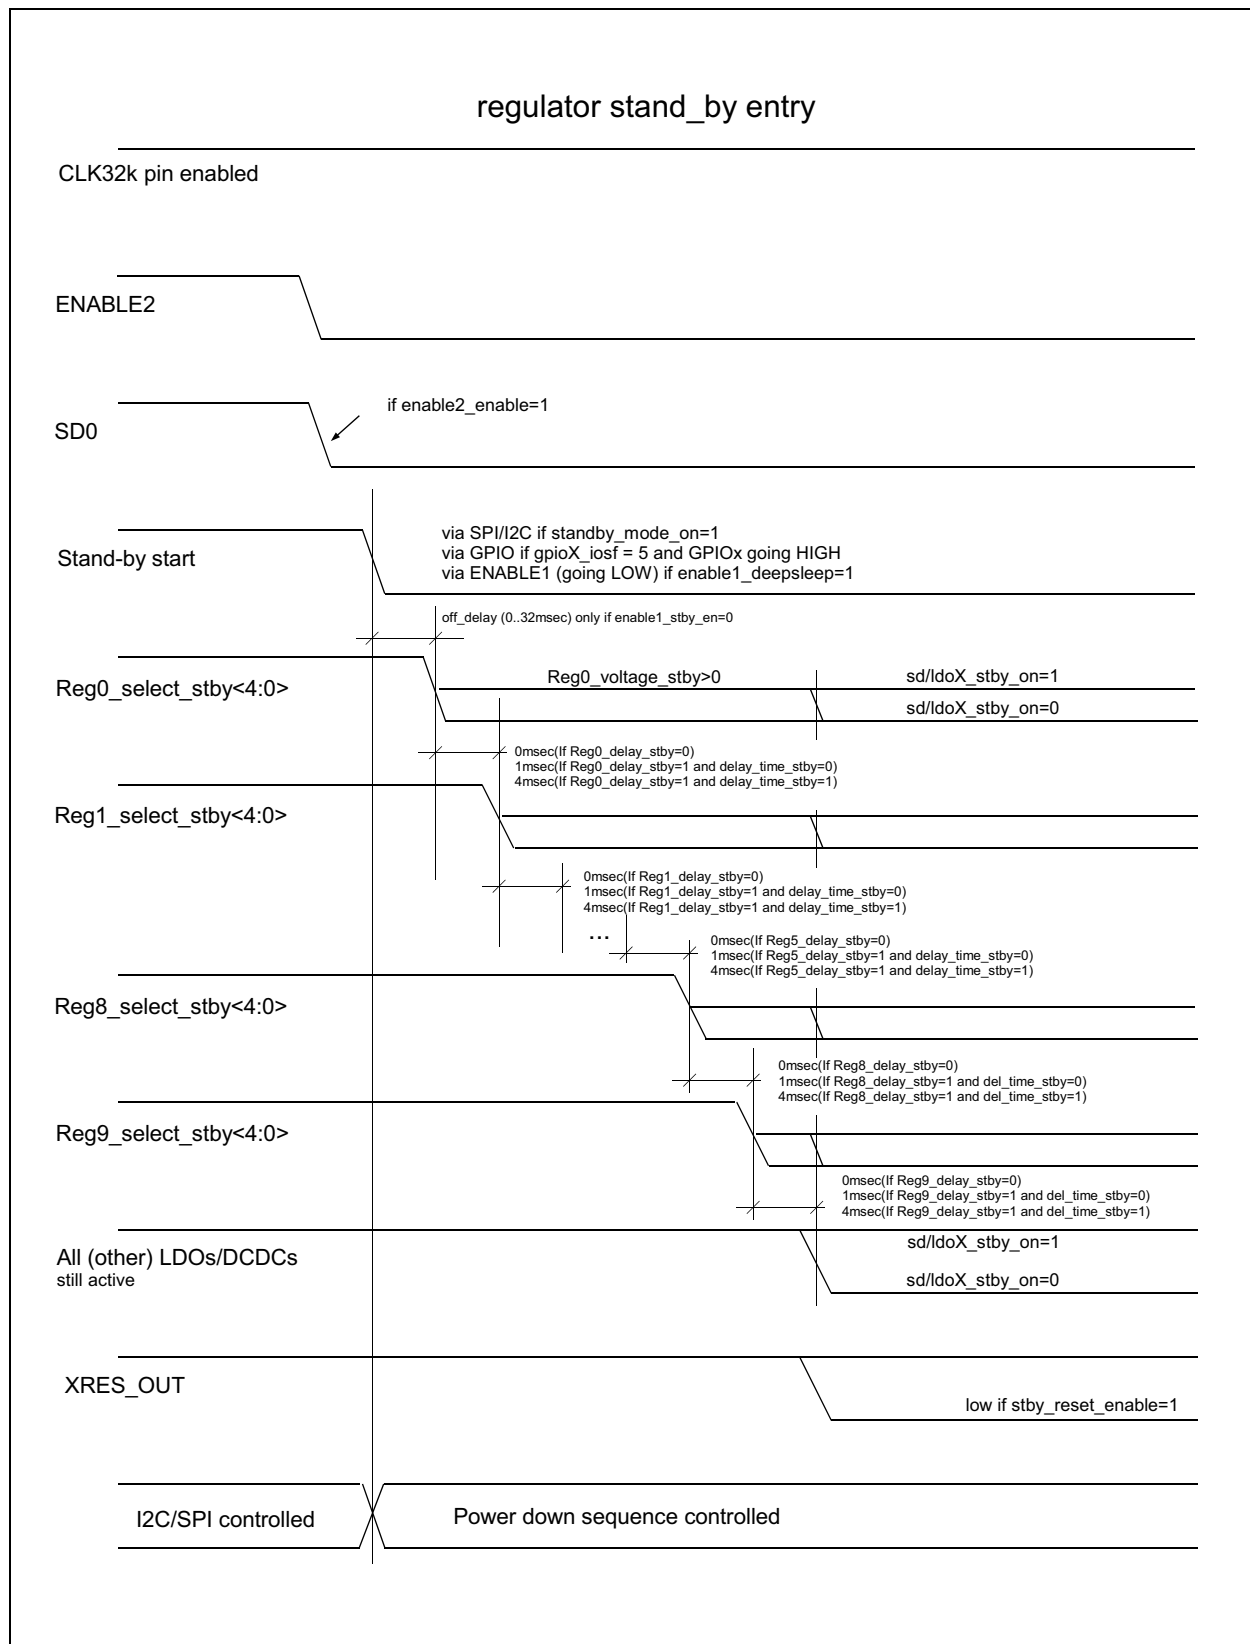 regulator stand_by entry
CLK32k pin enabled
ENABLE2
if enable2_enable=1
SD0
via SPI/I2C if standby_mode_on=1
via GPIO if gpioX_iosf = 5 and GPIOx going HIGH
via ENABLE1 (going LOW) if enable1_deepsleep=1
Stand-by start
off_delay (0..32msec) only if enable1_stby_en=0
Reg0_select_stby<4:0>
Reg0_voltage_stby>0
sd/ldoX_stby_on=1
sd/ldoX_stby_on=0
0msec(If Reg0_delay_stby=0)
1msec(If Reg0_delay_stby=1 and delay_time_stby=0)
4msec(If Reg0_delay_stby=1 and delay_time_stby=1)
Reg1_select_stby<4:0>
0msec(If Reg1_delay_stby=0)
1msec(If Reg1_delay_stby=1 and delay_time_stby=0)
4msec(If Reg1_delay_stby=1 and delay_time_stby=1)
...
0msec(If Reg5_delay_stby=0)
1msec(If Reg5_delay_stby=1 and delay_time_stby=0)
4msec(If Reg5_delay_stby=1 and delay_time_stby=1)
Reg8_select_stby<4:0>
0msec(If Reg8_delay_stby=0)
1msec(If Reg8_delay_stby=1 and del_time_stby=0)
4msec(If Reg8_delay_stby=1 and del_time_stby=1)
Reg9_select_stby<4:0>
0msec(If Reg9_delay_stby=0)
1msec(If Reg9_delay_stby=1 and del_time_stby=0)
4msec(If Reg9_delay_stby=1 and del_time_stby=1)
All (other) LDOs/DCDCs
still active
sd/ldoX_stby_on=1
sd/ldoX_stby_on=0
XRES_OUT
low if stby_reset_enable=1
I2C/SPI controlled
Power down sequence controlled